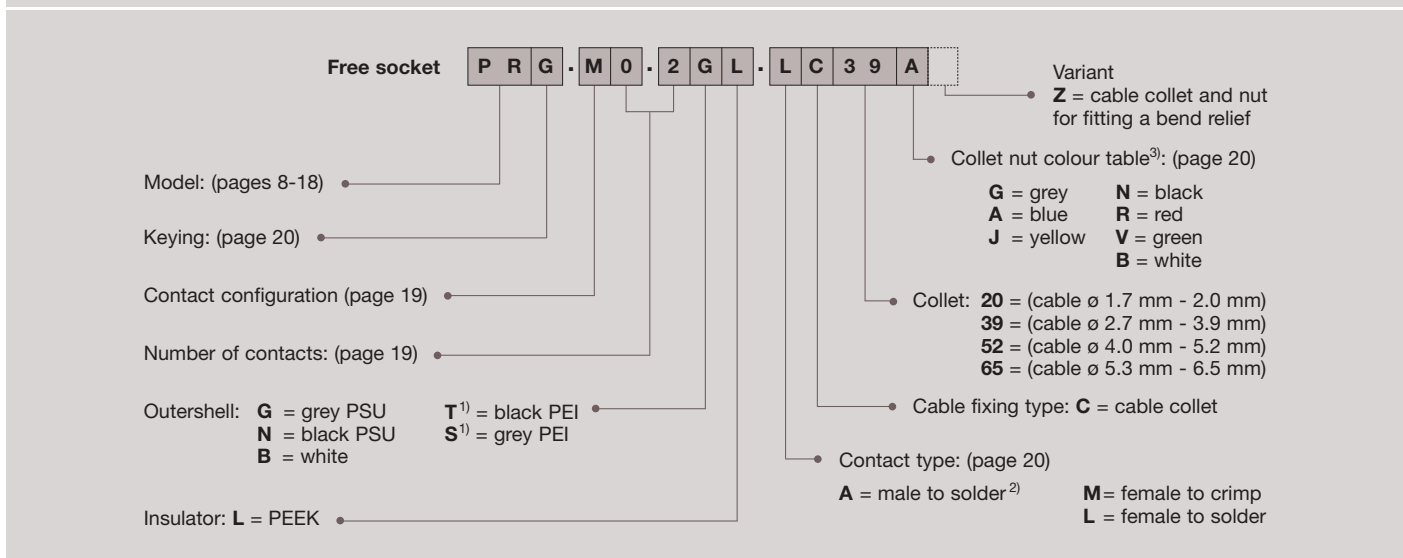 Free socket P R G . M 0 . 2 G L . L C 3 9 A
Variant
Z = cable collet and nut
for fitting a bend relief
Collet nut colour table3): (page 20)
G = grey N = black
A = blue R = red
J = yellow V = green
B = white
Model: (pages 8-18)
Keying: (page 20)
Contact configuration (page 19)
Collet: 20 = (cable ø 1.7 mm - 2.0 mm)
39 = (cable ø 2.7 mm - 3.9 mm)
52 = (cable ø 4.0 mm - 5.2 mm)
65 = (cable ø 5.3 mm - 6.5 mm)
Number of contacts: (page 19)
Outershell: G = grey PSU T1) = black PEI
N = black PSU S1) = grey PEI
B = white
Cable fixing type: C = cable collet
Contact type: (page 20)
A = male to solder2) M= female to crimp
L = female to solder
Insulator: L = PEEK